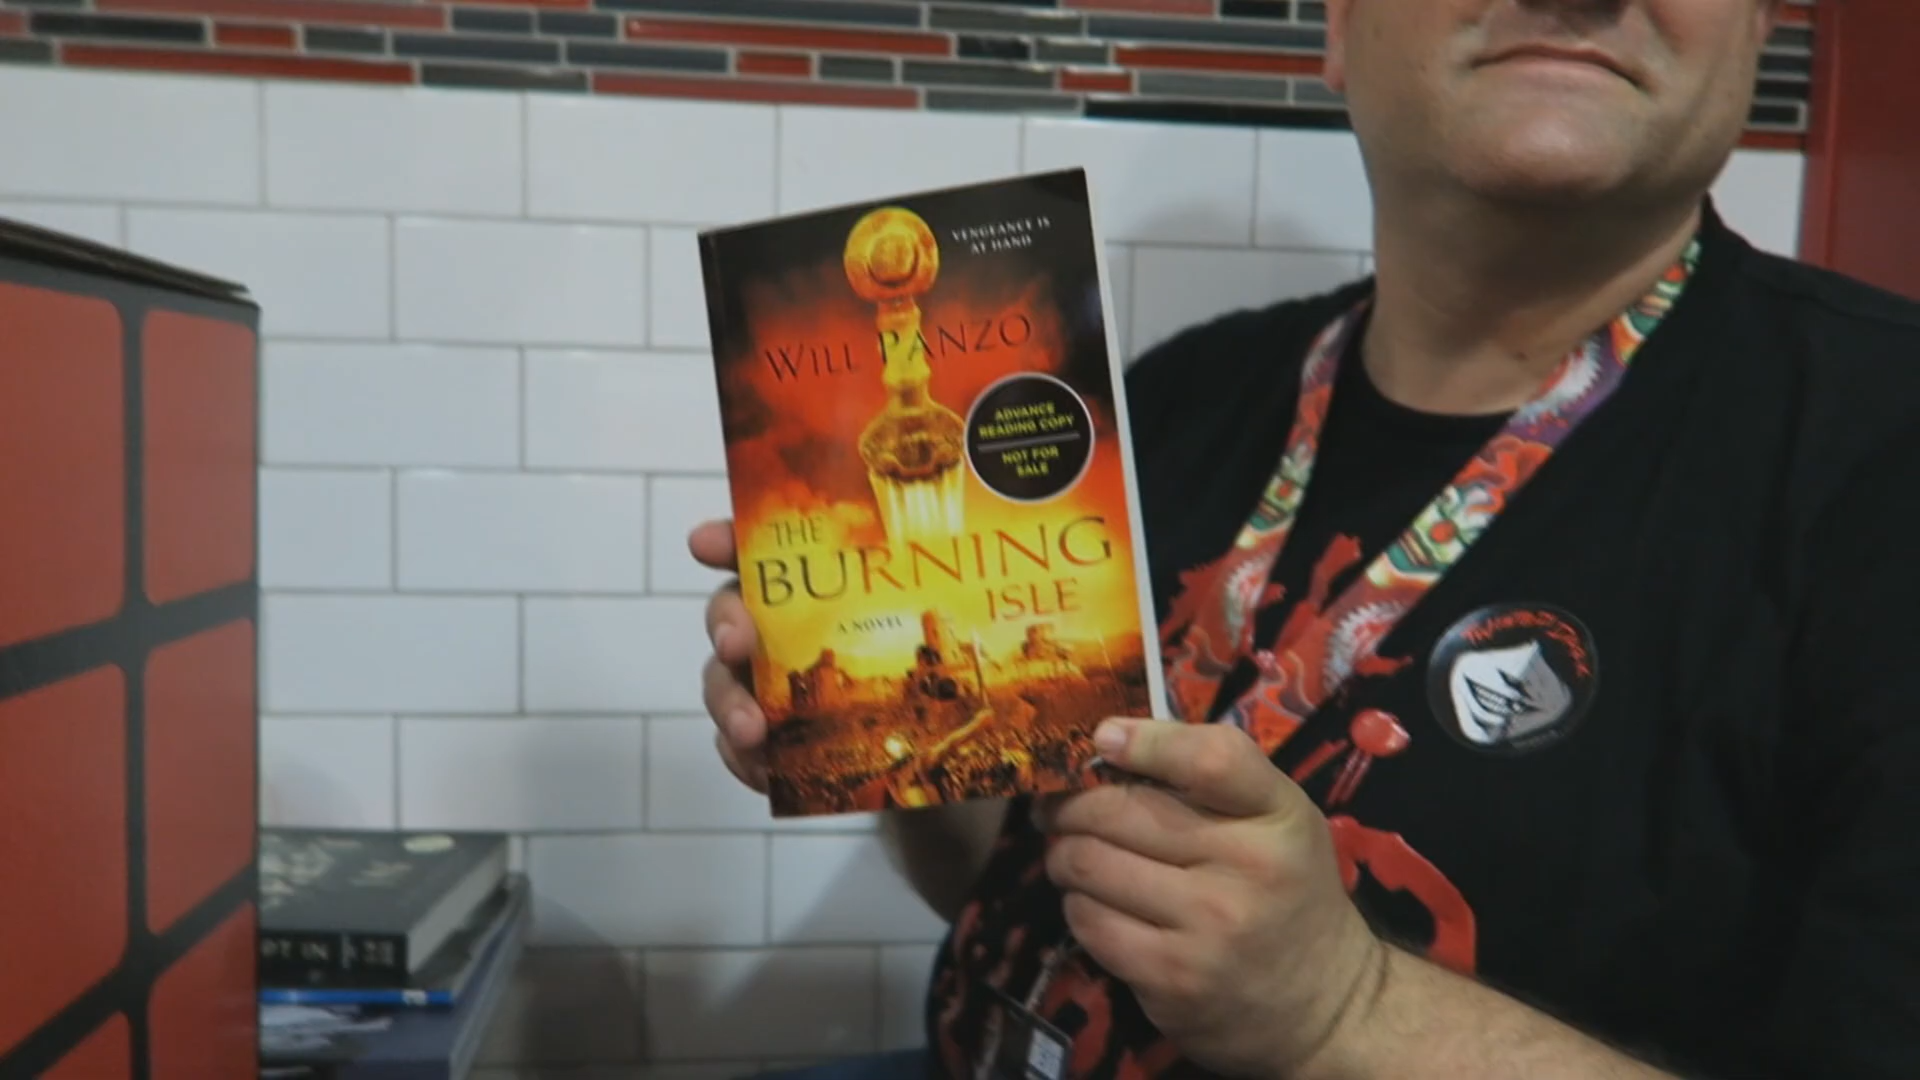 VENGEANCE IS
AT HAND
WILL PANZO
ADVANCE
READING COPY
NOT FOR
SALE
THE
BURNING
ISLE
A NOVEL